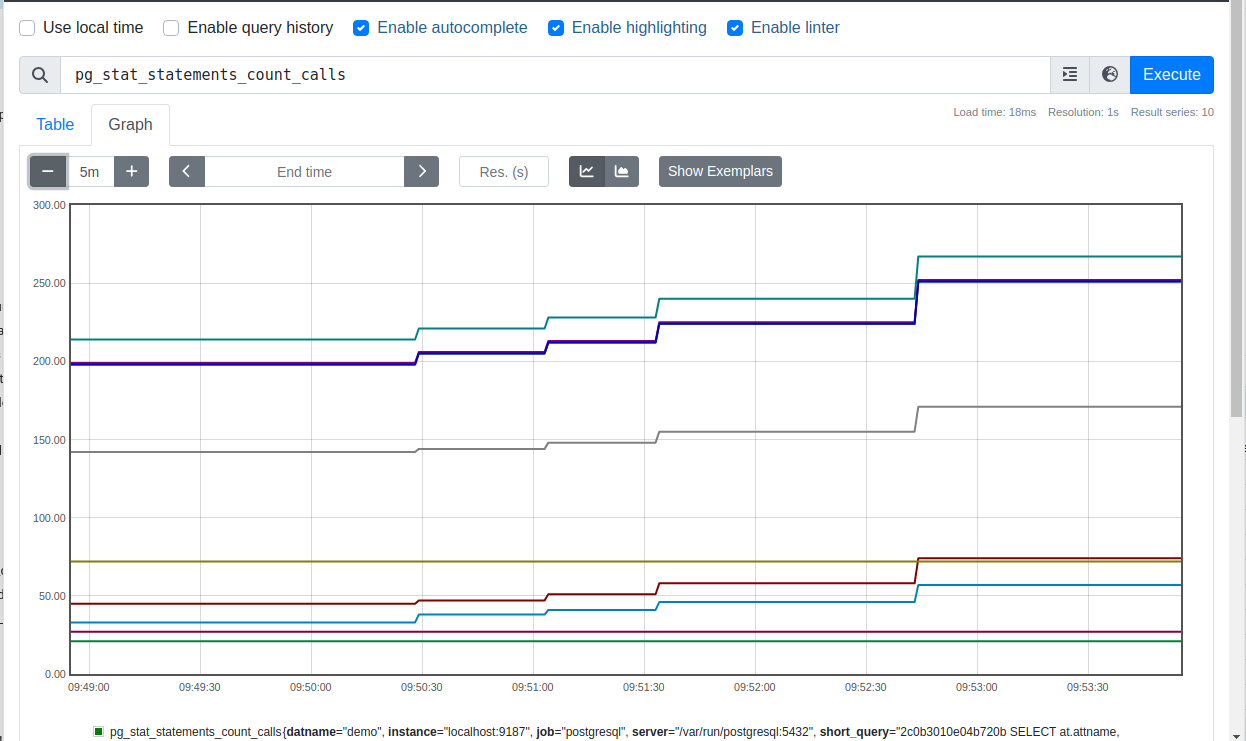 Use local time Enable query history Enable autocomplete Enable highlighting Enable linter
pg_stat_statements_count_calls Execute
Load time: 18ms Resolution: 1s Result series: 10
Table Graph
5m End time Res. (s) Show Exemplars
300.00
250.00
200.00
150.00
100.00
50.00
0.00
09:49:00 09:49:30 09:50:00 09:50:30 09:51:00 09:51:30 09:52:00 09:52:30 09:53:00 09:53:30
pg_stat_statements_count_calls{datname="demo", instance="localhost:9187", job="postgresql", server="/var/run/postgresql:5432", short_query="2c0b3010e04b720b SELECT at.attname,